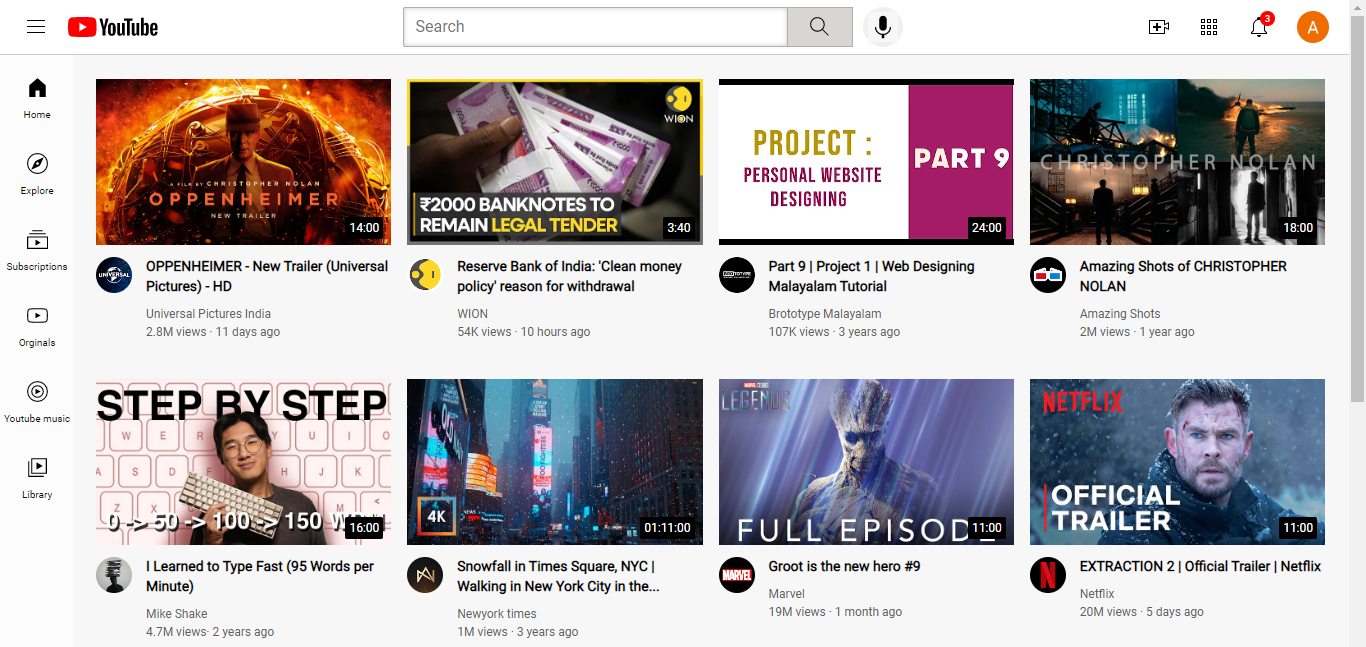 YouTube
Search
3
A
Home
Explore
Subscriptions
Orginals
Youtube music
Library
A FILM BY CHRISTOPHER NOLAN
OPPENHEIMER
NEW TRAILER
14:00
UNIVERSAL
OPPENHEIMER - New Trailer (Universal
Pictures) - HD
Universal Pictures India
2.8M views · 11 days ago
WION
₹2000 BANKNOTES TO
REMAIN LEGAL TENDER
3:40
Reserve Bank of India: 'Clean money
policy' reason for withdrawal
WION
54K views · 10 hours ago
PROJECT :
PERSONAL WEBSITE
DESIGNING
PART 9
24:00
Part 9 | Project 1 | Web Designing
Malayalam Tutorial
Brototype Malayalam
107K views · 3 years ago
CHRISTOPHER NOLAN
18:00
Amazing Shots of CHRISTOPHER
NOLAN
Amazing Shots
2M views · 1 year ago
STEP BY STEP
W E R Y U I O
A S D H J K
Z X <
0 -> 50 -> 100 -> 150
16:00
I Learned to Type Fast (95 Words per
Minute)
Mike Shake
4.7M views· 2 years ago
4K
NEWS
FOO FIGHTERS
01:11:00
Snowfall in Times Square, NYC |
Walking in New York City in the...
Newyork times
1M views · 3 years ago
MARVEL STUDIOS
LEGENDS
FULL EPISODE
11:00
MARVEL
Groot is the new hero #9
Marvel
19M views · 1 month ago
NETFLIX
OFFICIAL
TRAILER
11:00
N
EXTRACTION 2 | Official Trailer | Netflix
Netflix
20M views · 5 days ago